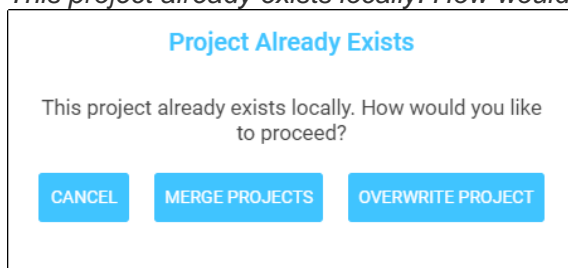 This project already exists locally. How would
Project Already Exists
This project already exists locally. How would you like
to proceed?
CANCEL MERGE PROJECTS OVERWRITE PROJECT